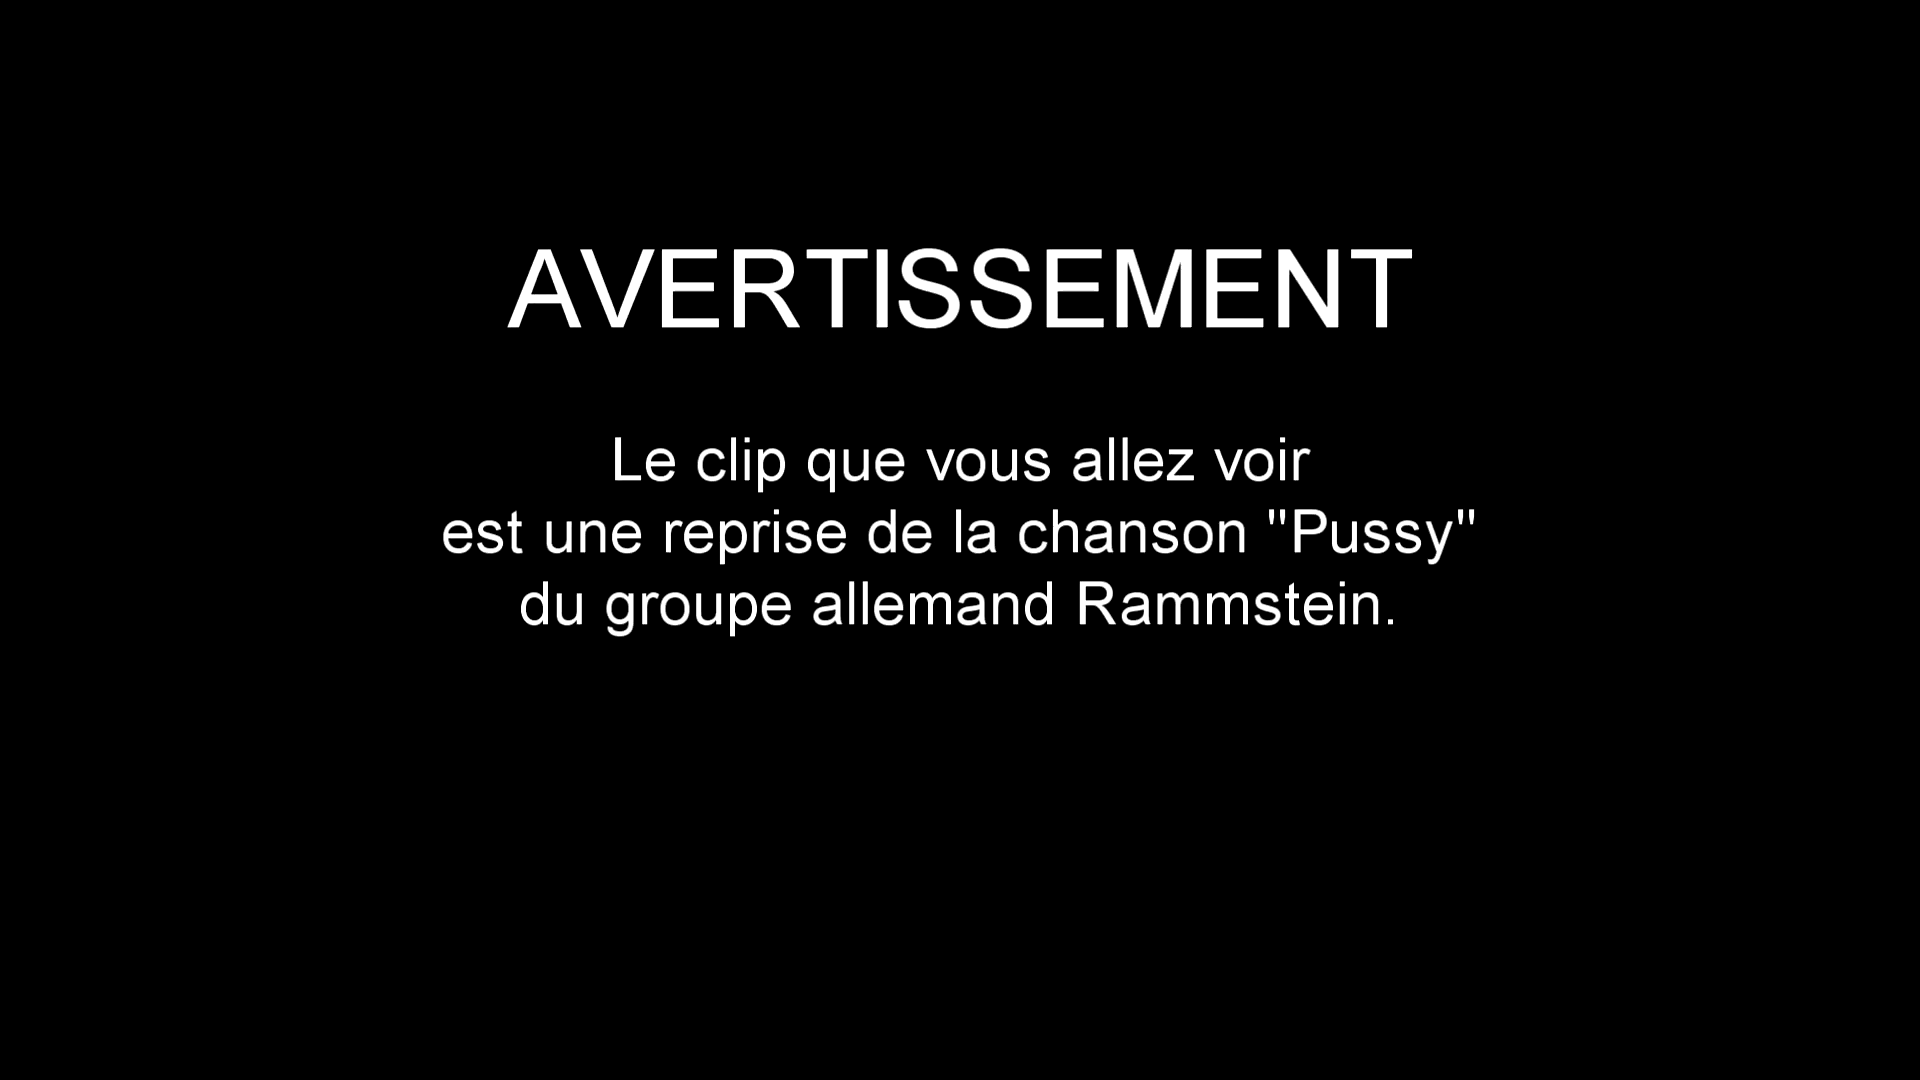 AVERTISSEMENT
Le clip que vous allez voir
est une reprise de la chanson "Pussy"
du groupe allemand Rammstein.